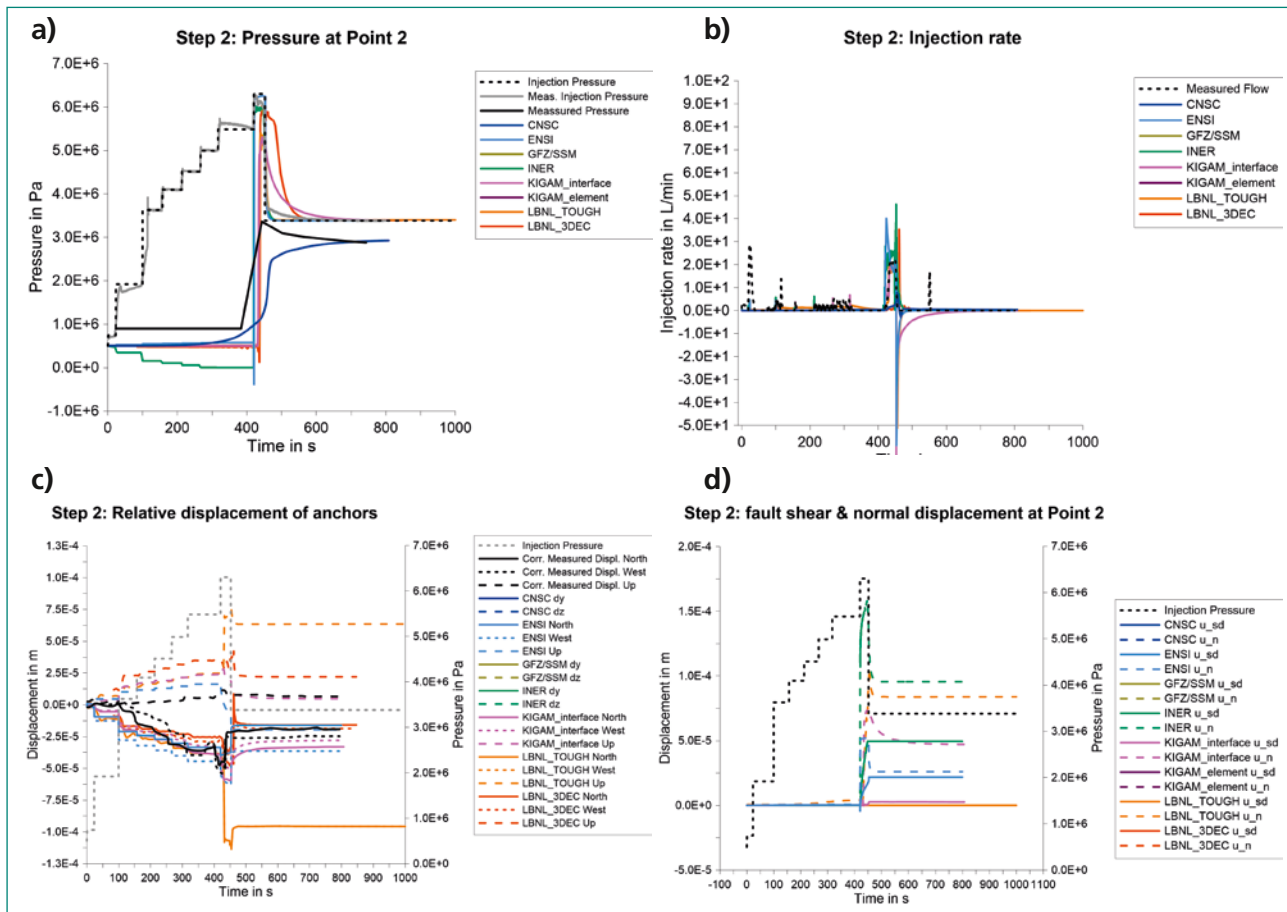 a)
Step 2: Pressure at Point 2
7.0E+6
6.0E+6
5.0E+6
4.0E+6
3.0E+6
2.0E+6
1.0E+6
0.0E+0
-1.0E+6
Pressure in Pa
0 200 400 600 800 1000
Time in s
Injection Pressure
Meas. Injection Pressure
Meassured Pressure
CNSC
ENSI
GFZ/SSM
INER
KIGAM_interface
KIGAM_element
LBNL_TOUGH
LBNL_3DEC
b)
Step 2: Injection rate
1.0E+2
9.0E+1
8.0E+1
7.0E+1
6.0E+1
5.0E+1
4.0E+1
3.0E+1
2.0E+1
1.0E+1
0.0E+0
-1.0E+1
-2.0E+1
-3.0E+1
-4.0E+1
-5.0E+1
Injection rate in L/min
0 200 400 600 800 1000
Measured Flow
CNSC
ENSI
GFZ/SSM
INER
KIGAM_interface
KIGAM_element
LBNL_TOUGH
LBNL_3DEC
c)
Step 2: Relative displacement of anchors
1.3E-4
1.0E-4
7.5E-5
5.0E-5
2.5E-5
0.0E+0
-2.5E-5
-5.0E-5
-7.5E-5
-1.0E-4
-1.3E-4
Displacement in m
0 100 200 300 400 500 600 700 800 900 1000
Time in s
7.0E+6
6.0E+6
5.0E+6
4.0E+6
3.0E+6
2.0E+6
1.0E+6
0.0E+0
Pressure in Pa
Injection Pressure
Corr. Measured Displ. North
Corr. Measured Displ. West
Corr. Measured Displ. Up
CNSC dy
CNSC dz
ENSI North
ENSI West
ENSI Up
GFZ/SSM dy
GFZ/SSM dz
INER dy
INER dz
KIGAM_interface North
KIGAM_interface West
KIGAM_interface Up
LBNL_TOUGH North
LBNL_TOUGH West
LBNL_TOUGH Up
LBNL_3DEC North
LBNL_3DEC West
LBNL_3DEC Up
d)
Step 2: fault shear & normal displacement at Point 2
2.0E-4
1.5E-4
1.0E-4
5.0E-5
0.0E+0
-5.0E-5
Displacement in m
-100 0 100 200 300 400 500 600 700 800 900 1000 1100
Time in s
7.0E+6
6.0E+6
5.0E+6
4.0E+6
3.0E+6
2.0E+6
1.0E+6
0.0E+0
Pressure in Pa
Injection Pressure
CNSC u_sd
CNSC u_n
ENSI u_sd
ENSI u_n
GFZ/SSM u_sd
GFZ/SSM u_n
INER u_sd
INER u_n
KIGAM_interface u_sd
KIGAM_interface u_n
KIGAM_element u_sd
KIGAM_element u_n
LBNL_TOUGH u_sd
LBNL_TOUGH u_n
LBNL_3DEC u_sd
LBNL_3DEC u_n